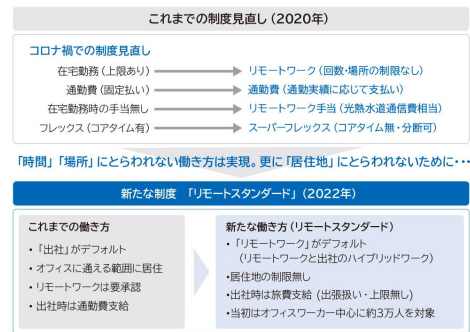 これまでの制度見直し（2020年）
コロナ禍での制度見直し
在宅勤務（上限あり） リモートワーク（回数・場所の制限なし）
通勤費（固定払い） 通勤費（通勤実績に応じて支払い）
在宅勤務時の手当無し リモートワーク手当（光熱水道通信費相当）
フレックス（コアタイム有） スーパーフレックス（コアタイム無・分断可）
「時間」「場所」にとらわれない働き方は実現。更に「居住地」にとらわれないために・・・
新たな制度 「リモートスタンダード」（2022年）
これまでの働き方
・「出社」がデフォルト
・オフィスに通える範囲に居住
・リモートワークは要承認
・出社時は通勤費支給
新たな働き方（リモートスタンダード）
・「リモートワーク」がデフォルト
（リモートワークと出社のハイブリッドワーク）
・居住地の制限無し
・出社時は旅費支給（出張扱い・上限無し）
・当初はオフィスワーカー中心に約3万人を対象